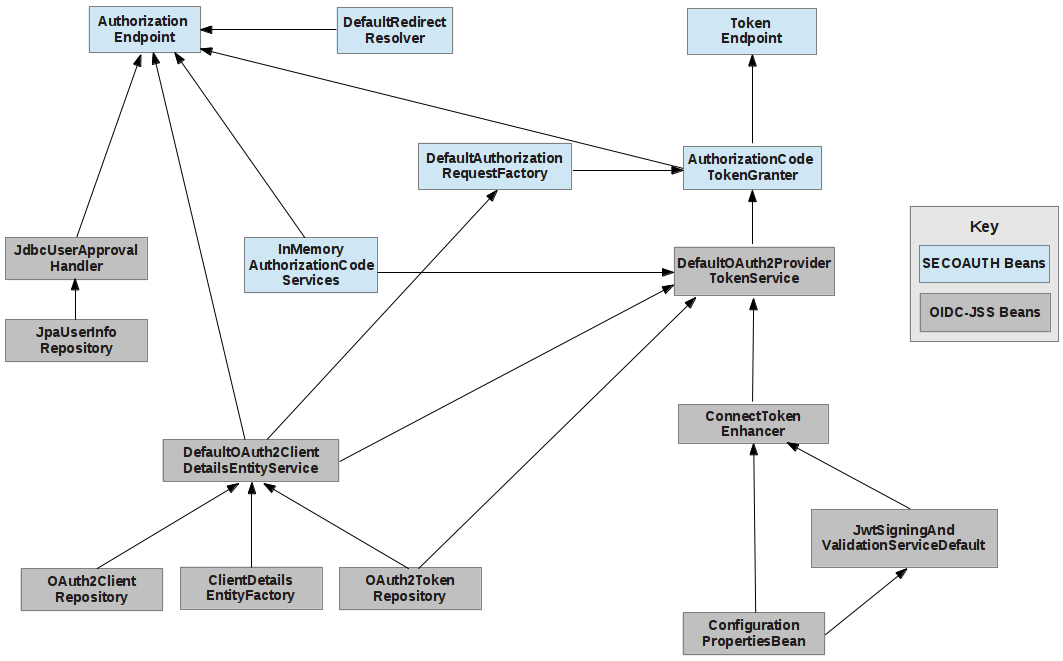 Authorization
Endpoint
DefaultRedirect
Resolver
Token
Endpoint
DefaultAuthorization
RequestFactory
AuthorizationCode
TokenGranter
JdbcUserApproval
Handler
InMemory
AuthorizationCode
Services
DefaultOAuth2Provider
TokenService
Key
SECOAUTH Beans
OIDC-JSS Beans
JpaUserInfo
Repository
ConnectToken
Enhancer
DefaultOAuth2Client
DetailsEntityService
JwtSigningAnd
ValidationServiceDefault
OAuth2Client
Repository
ClientDetails
EntityFactory
OAuth2Token
Repository
Configuration
PropertiesBean